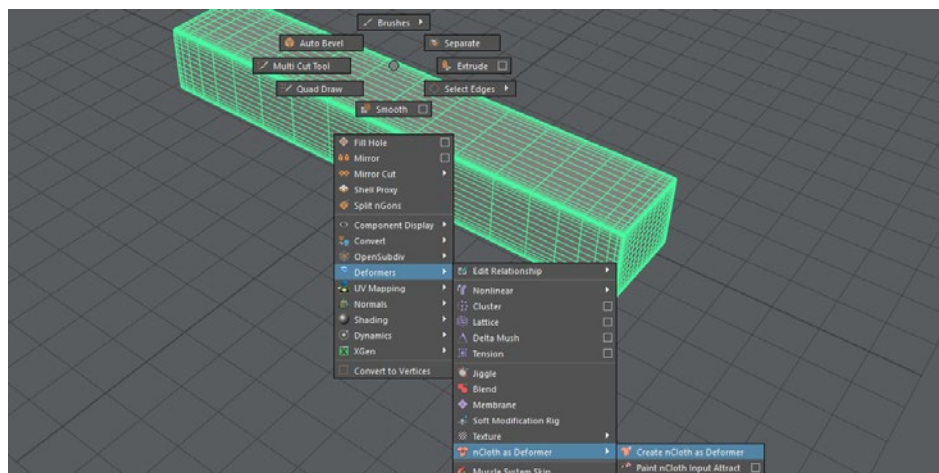 Brushes
Auto Bevel
Separate
Multi Cut Tool
Extrude
Quad Draw
Select Edges
Smooth
Fill Hole
Mirror
Mirror Cut
Shell Proxy
Split nGons
Component Display
Convert
OpenSubdiv
Deformers
UV Mapping
Normals
Shading
Dynamics
XGen
Convert to Vertices
Edit Relationship
Nonlinear
Cluster
Lattice
Delta Mush
Tension
Jiggle
Blend
Membrane
Soft Modification Rig
Texture
nCloth as Deformer
Muscle System Skin
Create nCloth as Deformer
Paint nCloth Input Attract